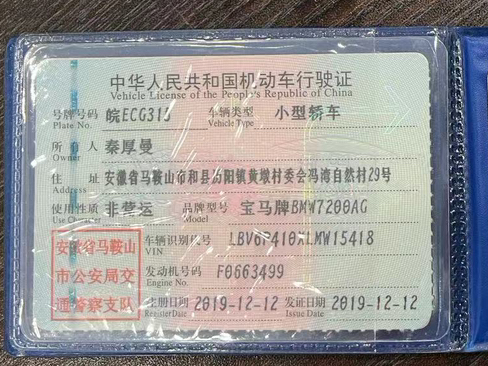 中华人民共和国机动车行驶证
Vehicle License of the People's Republic of China
号牌号码 皖ECG315 车辆类型 小型轿车
Plate No. Vehicle Type
所有人 秦厚曼
Owner
住址 安徽省马鞍山市和县历阳镇黄墩村委会冯湾自然村29号
Address
使用性质 非营运 品牌型号 宝马牌BMW7200AG
Use Character Model
安徽省马鞍山
市公安局交
通警察支队
车辆识别代号 LBV6P410XLMW15418
VIN
发动机号码 F0663499
Engine No.
注册日期 2019-12-12 发证日期 2019-12-12
Register Date Issue Date